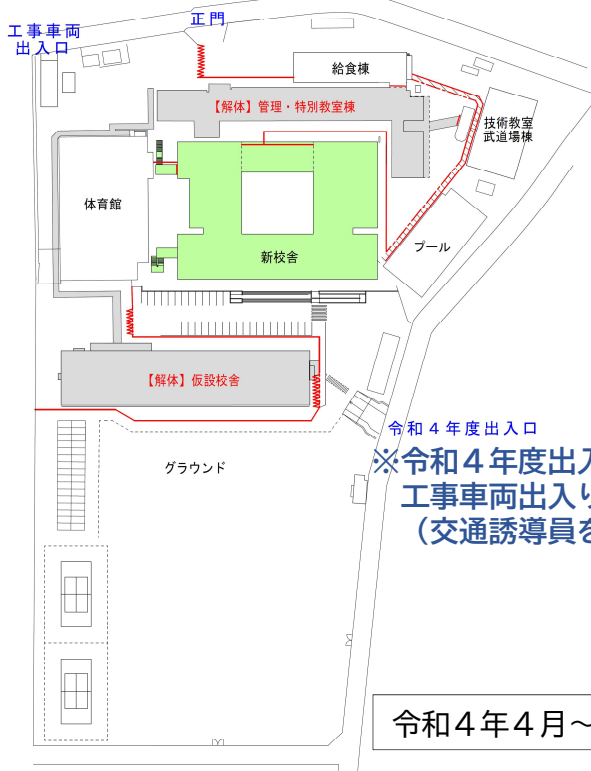 工事車両
出入口
正門
給食棟
【解体】管理・特別教室棟
技術教室
武道場棟
体育館
プール
新校舎
【解体】仮設校舎
令和４年度出入口
※令和４年度出入
工事車両出入り
（交通誘導員を
グラウンド
令和４年４月～